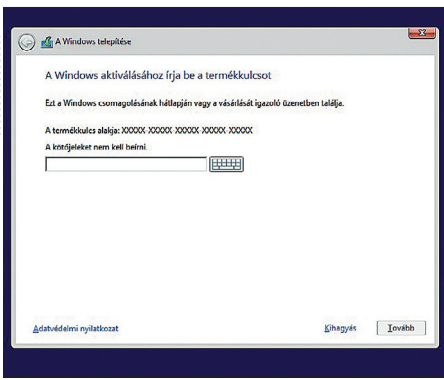 A Windows telepítése
A Windows aktiválásához írja be a termékkulcsot
Ezt a Windows csomagolásának hátlapján vagy a vásárlását igazoló üzenetben találja.
A termékkulcs alakja: XXXXX-XXXXX-XXXXX-XXXXX-XXXXX
A kötőjeleket nem kell beírni.
Adatvédelmi nyilatkozat
Kihagyás
Tovább